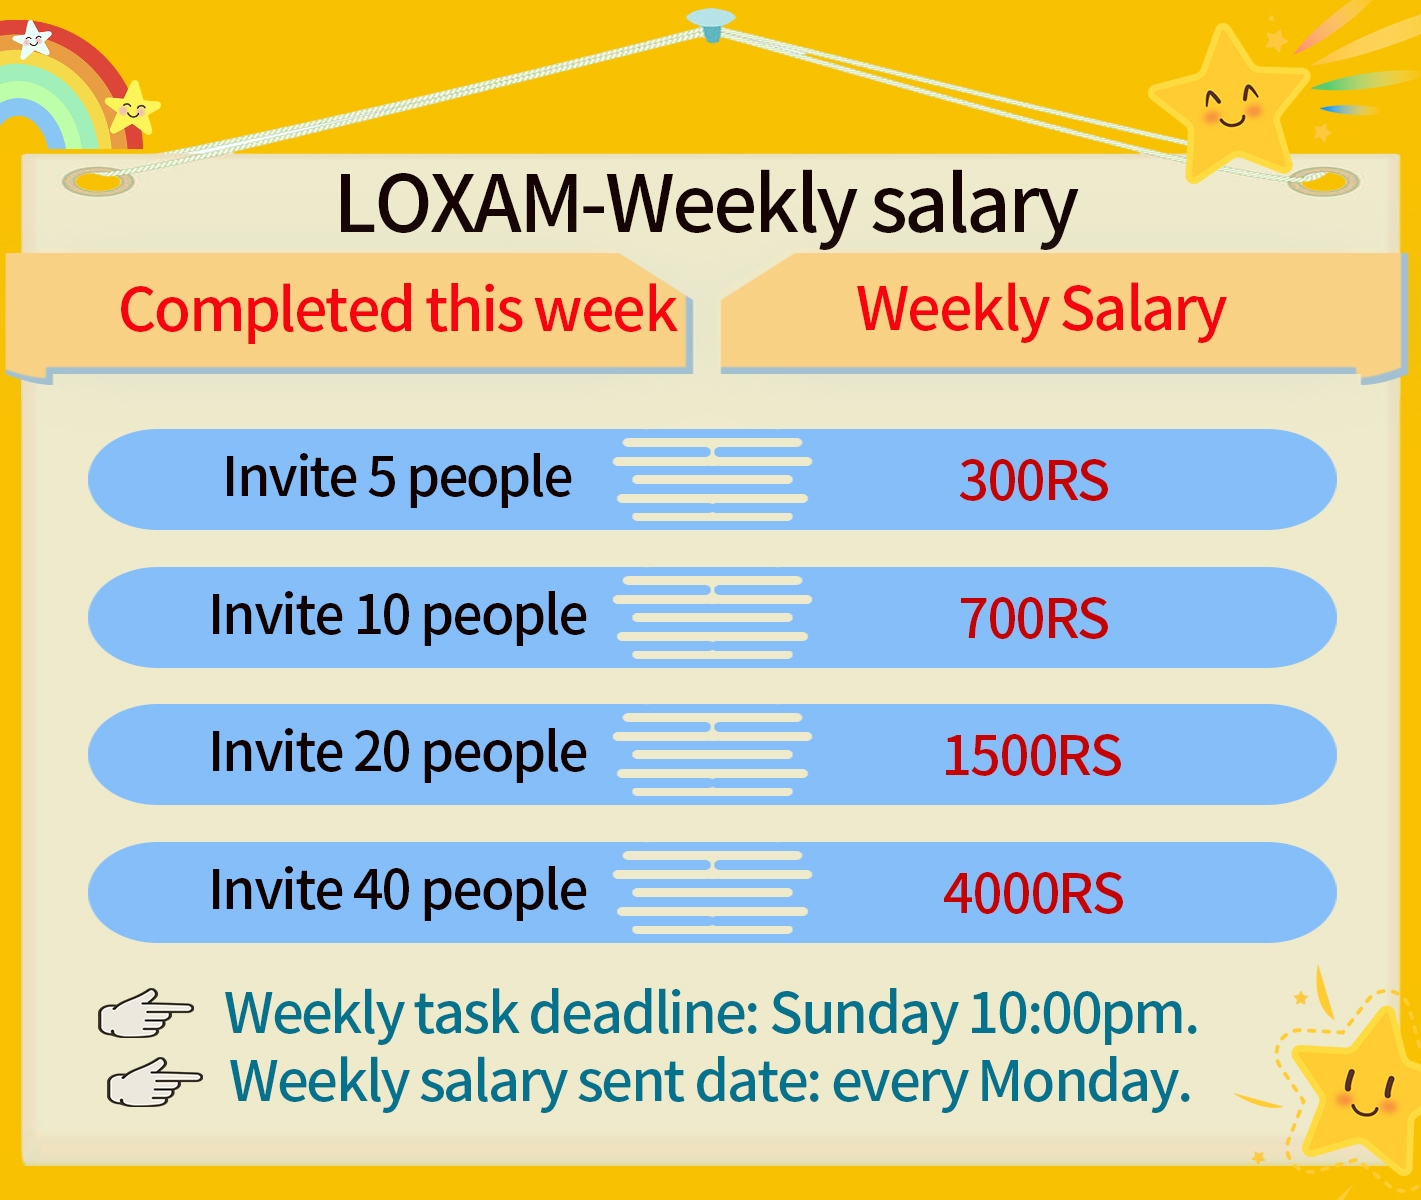 LOXAM-Weekly salary
Completed this week Weekly Salary
Invite 5 people 300RS
Invite 10 people 700RS
Invite 20 people 1500RS
Invite 40 people 4000RS
Weekly task deadline: Sunday 10:00pm.
Weekly salary sent date: every Monday.